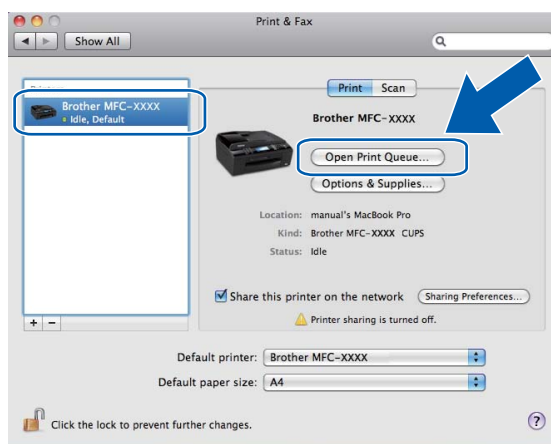 Print & Fax
Show All
Print Scan
Brother MFC-XXXX
Idle, Default
Brother MFC-XXXX
Open Print Queue...
Options & Supplies...
Location: manual's MacBook Pro
Kind: Brother MFC-XXXX CUPS
Status: Idle
Share this printer on the network Sharing Preferences...
Printer sharing is turned off.
+ −
Default printer: Brother MFC-XXXX
Default paper size: A4
Click the lock to prevent further changes. ?